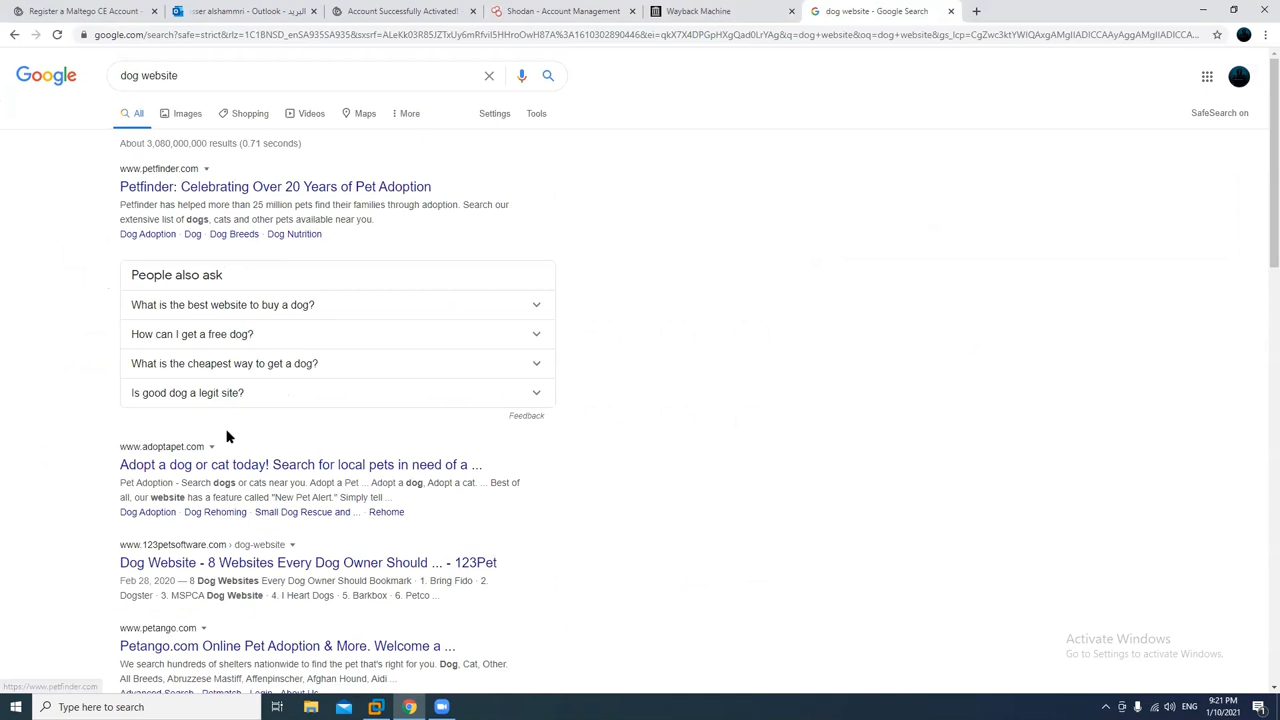 Register a Maltego CE Account
user alshammri - Outlook
Account Successfully Activated!
Shodan - Account Management
Wayback Machine
dog website - Google Search
Google
dog website
All
Images
Shopping
Videos
Maps
More
Settings
Tools
SafeSearch on
About 3,080,000,000 results (0.71 seconds)
www.petfinder.com
Petfinder: Celebrating Over 20 Years of Pet Adoption
Petfinder has helped more than 25 million pets find their families through adoption. Search our
extensive list of dogs, cats and other pets available near you.
Dog Adoption · Dog · Dog Breeds · Dog Nutrition
People also ask
What is the best website to buy a dog?
How can I get a free dog?
What is the cheapest way to get a dog?
Is good dog a legit site?
Feedback
www.adoptapet.com
Adopt a dog or cat today! Search for local pets in need of a ...
Pet Adoption - Search dogs or cats near you. Adopt a Pet ... Adopt a dog, Adopt a cat. ... Best of
all, our website has a feature called "New Pet Alert." Simply tell ...
Dog Adoption · Dog Rehoming · Small Dog Rescue and ... · Rehome
www.123petsoftware.com › dog-website
Dog Website - 8 Websites Every Dog Owner Should ... - 123Pet
Feb 28, 2020 — 8 Dog Websites Every Dog Owner Should Bookmark · 1. Bring Fido · 2.
Dogster · 3. MSPCA Dog Website · 4. I Heart Dogs · 5. Barkbox · 6. Petco ...
www.petango.com
Petango.com Online Pet Adoption & More. Welcome a ...
We search hundreds of shelters nationwide to find the pet that's right for you. Dog, Cat, Other.
All Breeds, Abruzzese Mastiff, Affenpinscher, Afghan Hound, Aidi ...
Advanced Search · Petmatch · Login · About Us
Activate Windows
Go to Settings to activate Windows.
https://www.petfinder.com
Type here to search
ENG
9:21 PM
1/10/2021